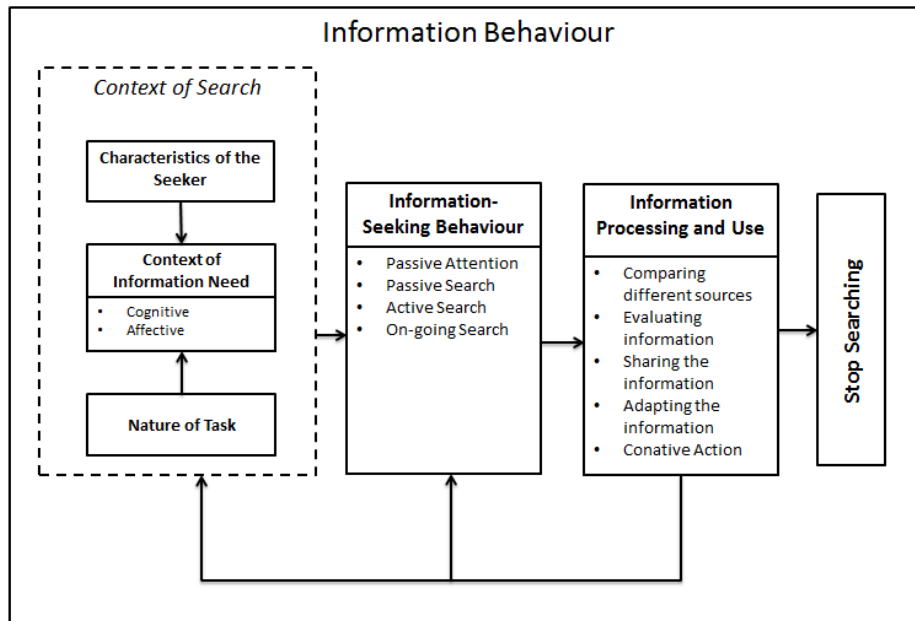 Information Behaviour
Context of Search
Characteristics of the
Seeker
Context of
Information Need
• Cognitive
• Affective
Nature of Task
Information-
Seeking Behaviour
• Passive Attention
• Passive Search
• Active Search
• On-going Search
Information
Processing and Use
• Comparing
different sources
• Evaluating
information
• Sharing the
information
• Adapting the
information
• Conative Action
Stop Searching